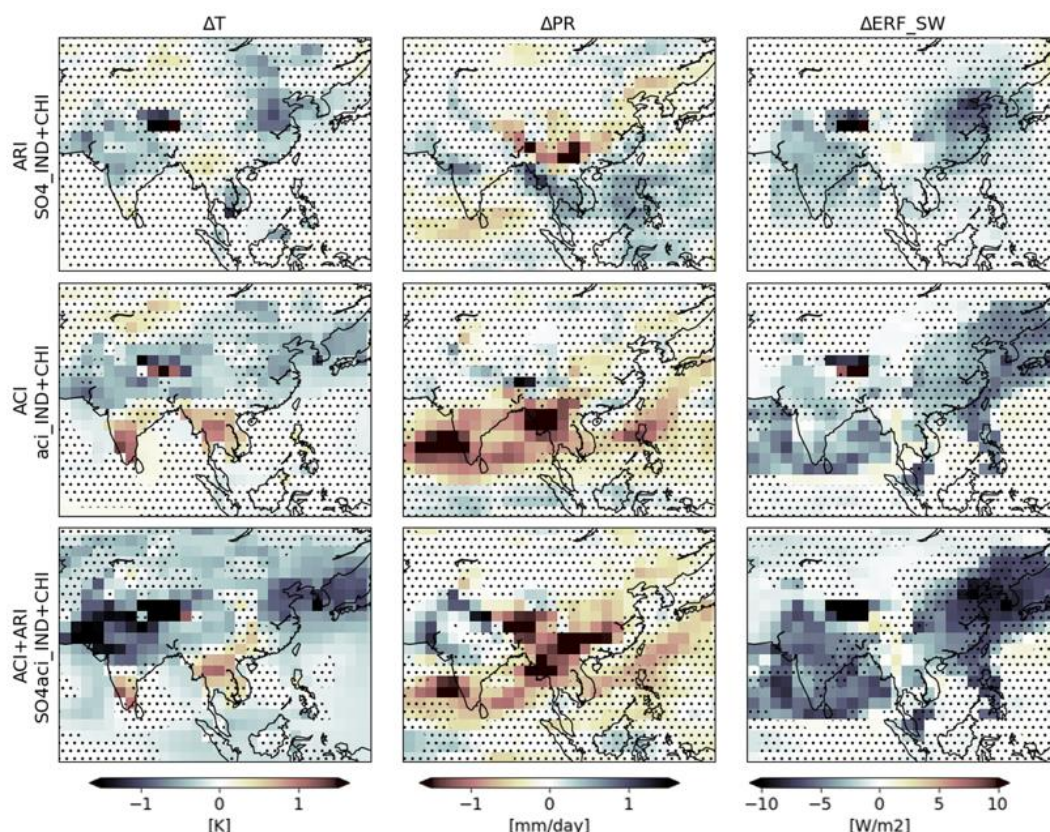 ΔT
ΔPR
ΔERF_SW
ARI
SO4_IND+CHI
ACI
aci_IND+CHI
ACI+ARI
SO4aci_IND+CHI
−1 0 1
[K]
−1 0 1
[mm/day]
−10 −5 0 5 10
[W/m2]